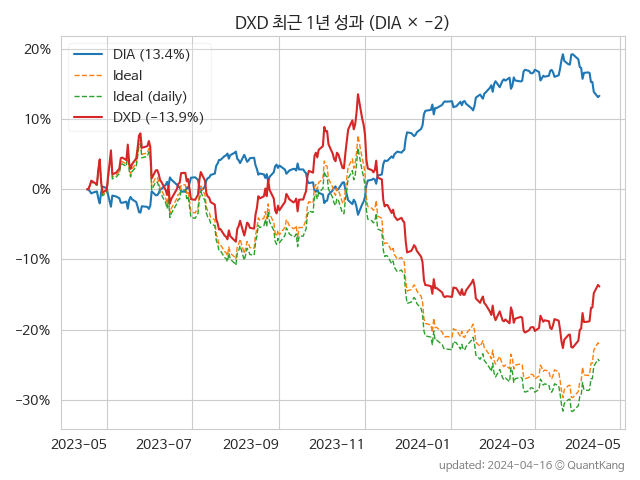 DXD 최근 1년 성과 (DIA × −2)
DIA (13.4%)
Ideal
Ideal (daily)
DXD (−13.9%)
20%
10%
0%
−10%
−20%
−30%
2023−05
2023−07
2023−09
2023−11
2024−01
2024−03
2024−05
updated: 2024−04−16 © QuantKang